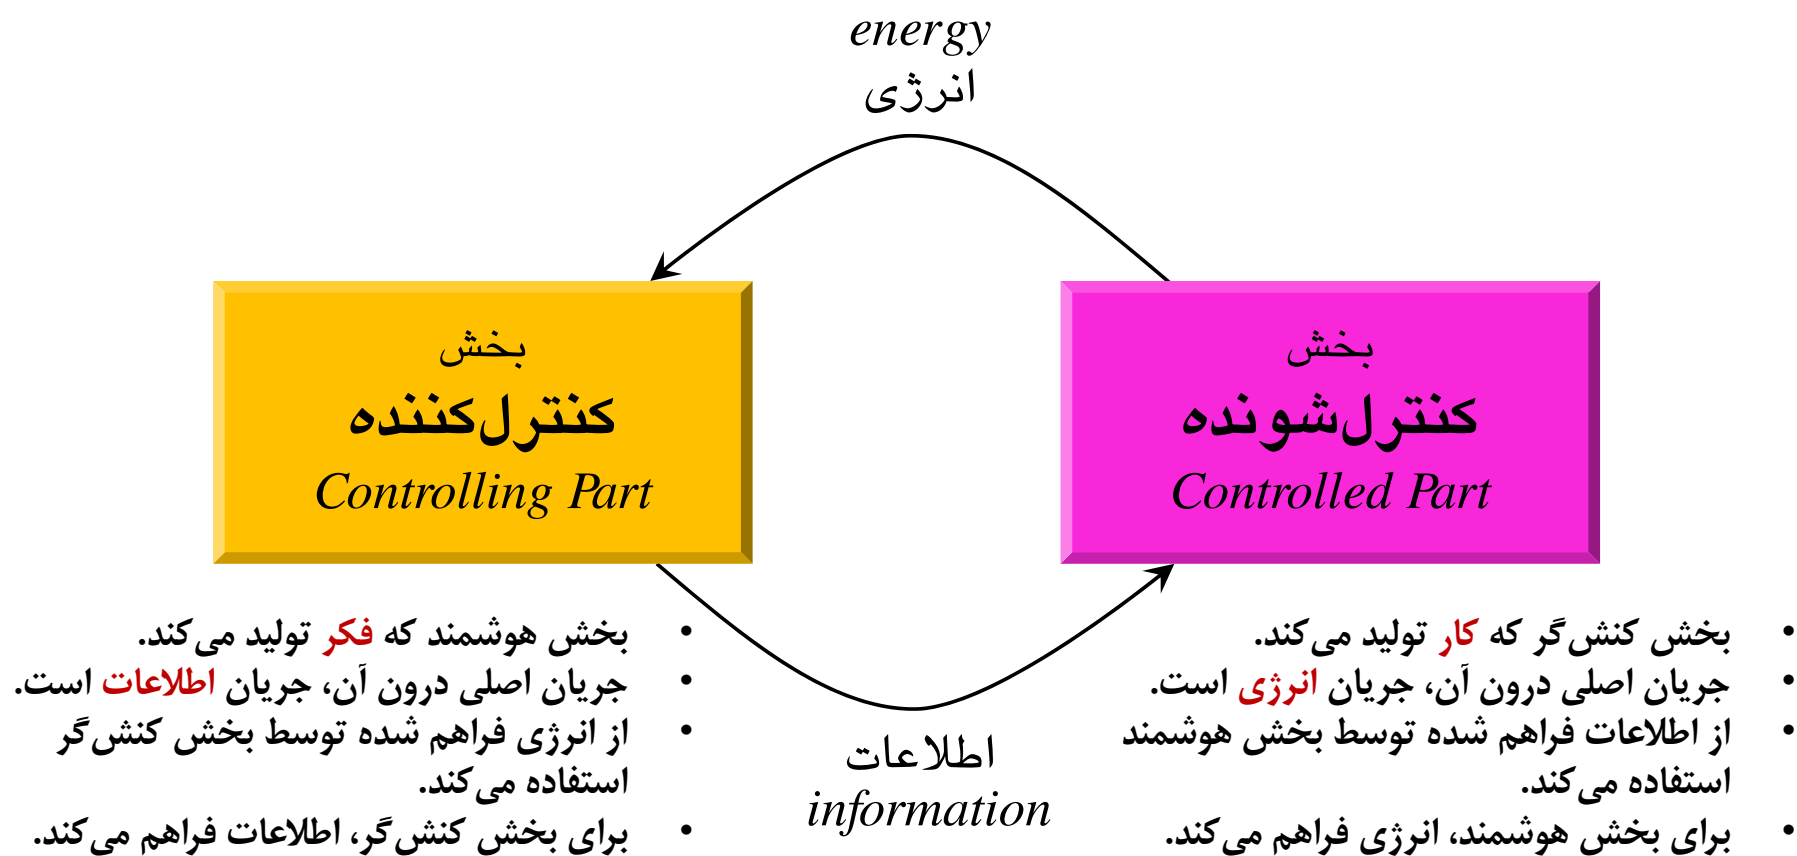 energy
انرژی
بخش
کنترل‌شونده
Controlled Part
بخش
کنترل‌کننده
Controlling Part
• بخش کنش‌گر که کار تولید می‌کند.
• جریان اصلی درون آن، جریان انرژی است.
• از اطلاعات فراهم شده توسط بخش هوشمند
استفاده می‌کند.
• برای بخش هوشمند، انرژی فراهم می‌کند.
• بخش هوشمند که فکر تولید می‌کند.
• جریان اصلی درون آن، جریان اطلاعات است.
• از انرژی فراهم شده توسط بخش کنش‌گر
استفاده می‌کند.
• برای بخش کنش‌گر، اطلاعات فراهم می‌کند.
اطلاعات
information